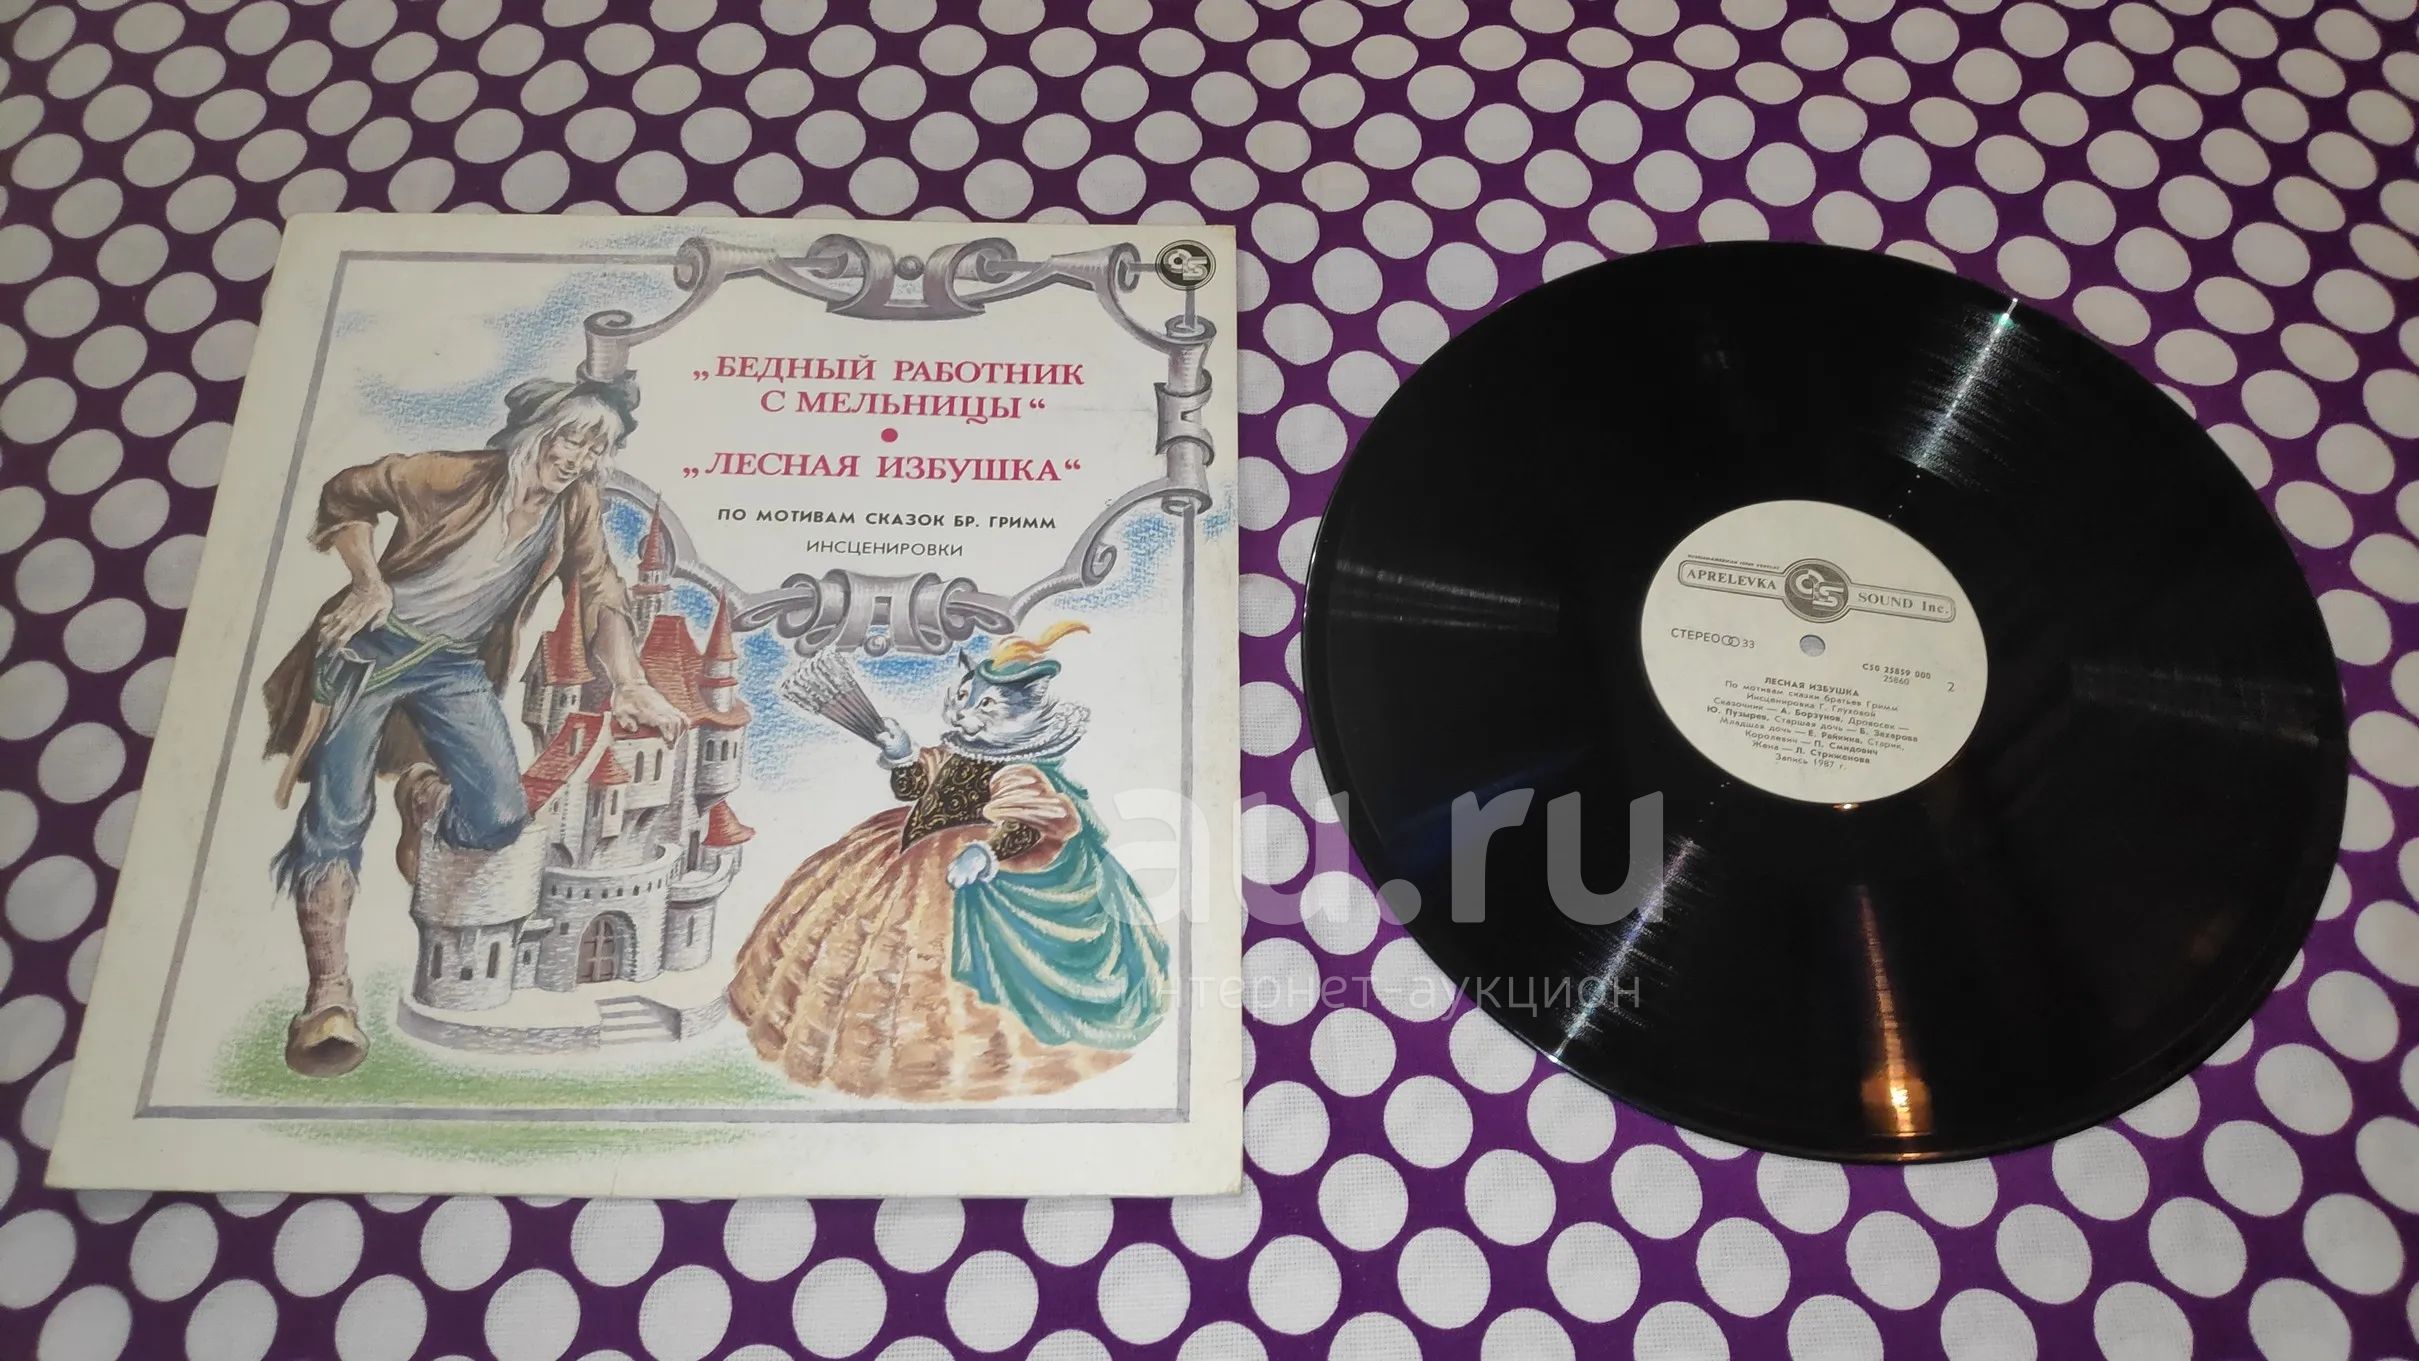 „БЕДНЫЙ РАБОТНИК
С МЕЛЬНИЦЫ“
„ЛЕСНАЯ ИЗБУШКА“
ПО МОТИВАМ СКАЗОК БР. ГРИММ
ИНСЦЕНИРОВКИ
APRELEVKA
SOUND Inc.
СТЕРЕО 33
С50 25859 000
25860
2
ЛЕСНАЯ ИЗБУШКА
По мотивам сказки братьев Гримм
Инсценировка Г. Глуховой
Сказочник — А. Борзунов, Дровосек —
Ю. Пузырев, Старшая дочь — Б. Захарова
Младшая дочь — Е. Райкина, Старик,
Королевич — П. Смидович
Жена — Л. Стриженова
Запись 1987 г.
au.ru
интернет-аукцион